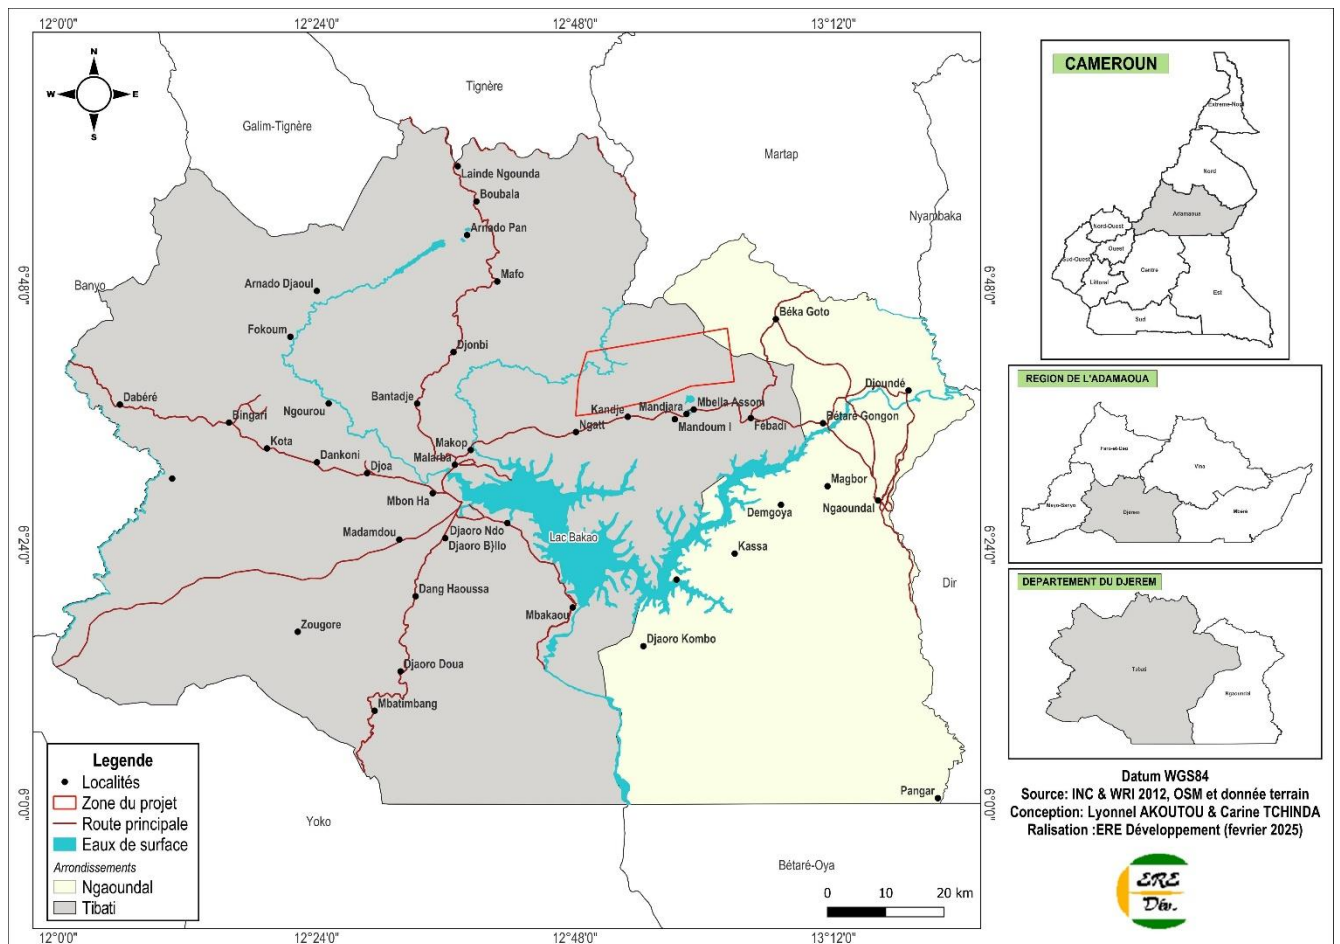 12°0'0"
12°24'0"
12°48'0"
13°12'0"
N
W
E
S
Tignère
Galim-Tignère
Martap
Nyambaka
Banyo
6°48'0"
6°48'0"
Lainde Ngounda
Boubala
Arnado Pan
Mafo
Arnado Djaoul
Fokoum
Béka Goto
Djonbi
Djoundé
Dabéré
Bantadje
Ngourou
Bingari
Kandje
Mandjara
Mbella Assom
Ngatt
Mandoum I
Fébadi
Bétaré Gongon
Kota
Makop
Dankoni
Malarba
Djoa
Mbon Ha
Magbor
Demgoya
Ngaoundal
Madamdou
Djaoro Ndo
Djaoro B}ilo
Lac Bakao
Kassa
6°24'0"
6°24'0"
Dir
Dang Haoussa
Mbakaou
Zougore
Djaoro Kombo
Djaoro Doua
Mbatimbang
Pangar
6°0'0"
6°0'0"
Yoko
Bétaré-Oya
Legende
Localités
Zone du projet
Route principale
Eaux de surface
Arrondissements
Ngaoundal
Tibati
0 10 20 km
12°0'0"
12°24'0"
12°48'0"
13°12'0"
CAMEROUN
Extreme-Nord
Nord
Adamaoua
Nord-Ouest
Ouest
Sud-Ouest
Centre
Littoral
Est
Sud
REGION DE L'ADAMAOUA
Faro-et-Deo
Vina
Mayo-Banyo
Djerem
Mbéré
DEPARTEMENT DU DJEREM
Tibati
Ngaoundal
Datum WGS84
Source: INC & WRI 2012, OSM et donnée terrain
Conception: Lyonnel AKOUTOU & Carine TCHINDA
Ralisation :ERE Développement (fevrier 2025)
ERE
Dév.